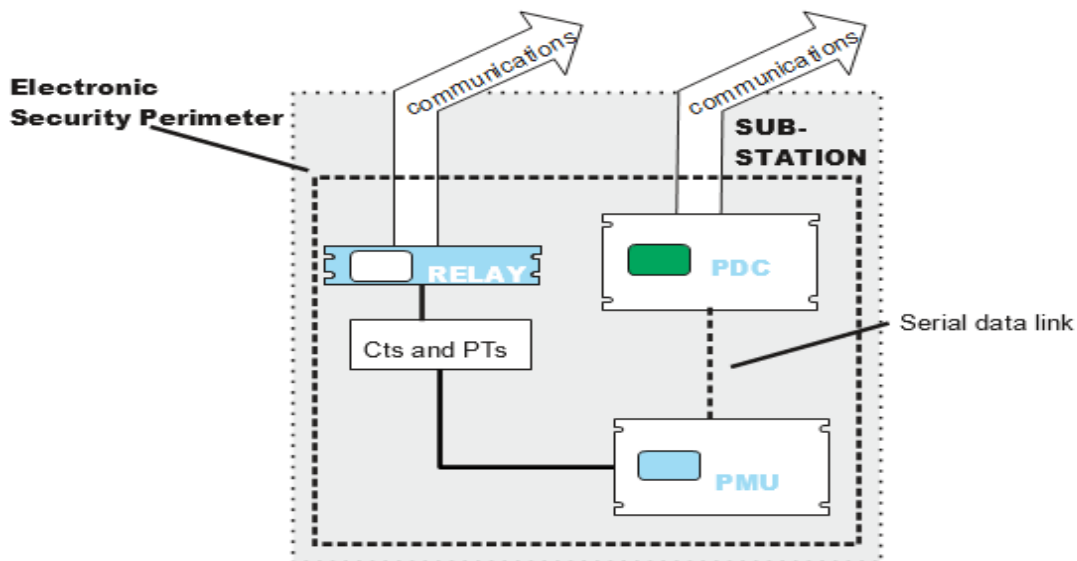 communications
communications
Electronic
Security Perimeter
SUB-
STATION
RELAY
PDC
Cts and PTs
Serial data link
PMU